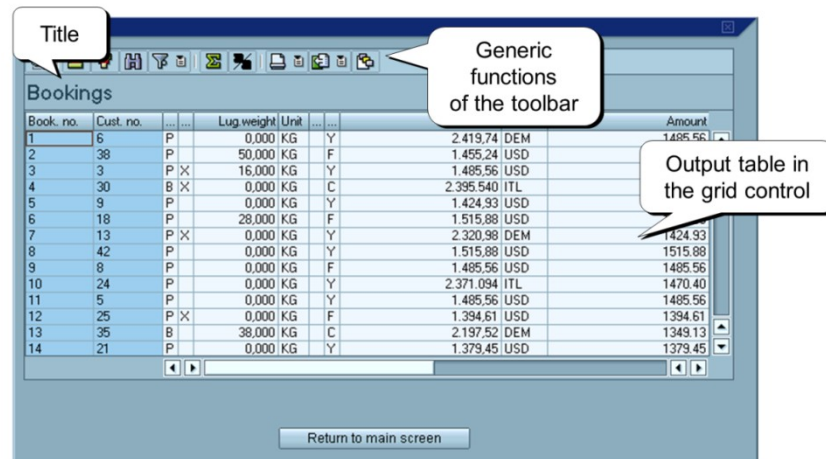 Title
Generic
functions
of the toolbar
Bookings
Book. no. Cust. no. ... ... Lug.weight Unit ... ... Amount
1 6 P 0,000 KG Y 2.419,74 DEM 1485.56
2 38 P 50,000 KG F 1.455,24 USD
3 3 P X 16,000 KG Y 1.485,56 USD
4 30 B X 0,000 KG C 2.395.540 ITL
5 9 P 0,000 KG Y 1.424,93 USD
6 18 P 28,000 KG F 1.515,88 USD
7 13 P X 0,000 KG Y 2.320,98 DEM 1424.93
8 42 P 0,000 KG Y 1.515,88 USD 1515.88
9 8 P 0,000 KG F 1.485,56 USD 1485.56
10 24 P 0,000 KG Y 2.371.094 ITL 1470.40
11 5 P 0,000 KG Y 1.485,56 USD 1485.56
12 25 P X 0,000 KG F 1.394,61 USD 1394.61
13 35 B 38,000 KG C 2.197,52 DEM 1349.13
14 21 P 0,000 KG Y 1.379,45 USD 1379.45
Output table in
the grid control
Return to main screen